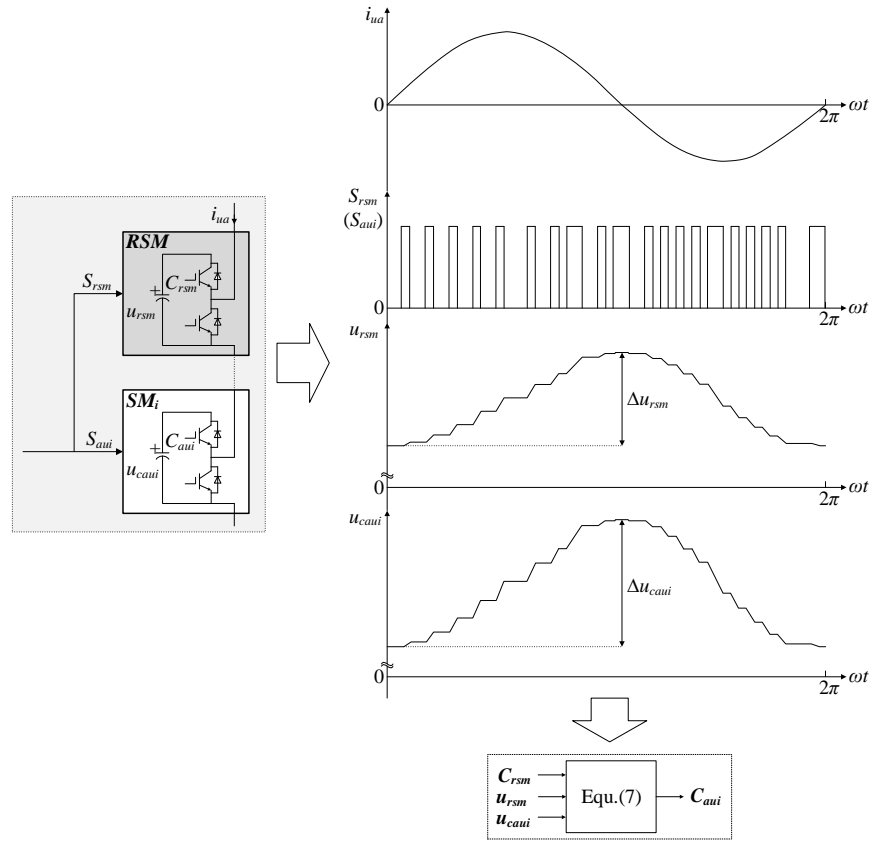 i_ua
0
ωt
2π
S_rsm
(S_aui)
0
ωt
2π
i_ua
RSM
S_rsm
+
C_rsm
u_rsm
SM_i
S_aui
+
C_aui
u_caui
u_rsm
Δu_rsm
0
ωt
2π
u_caui
Δu_caui
0
ωt
2π
C_rsm
u_rsm
u_caui
Equ.(7)
C_aui